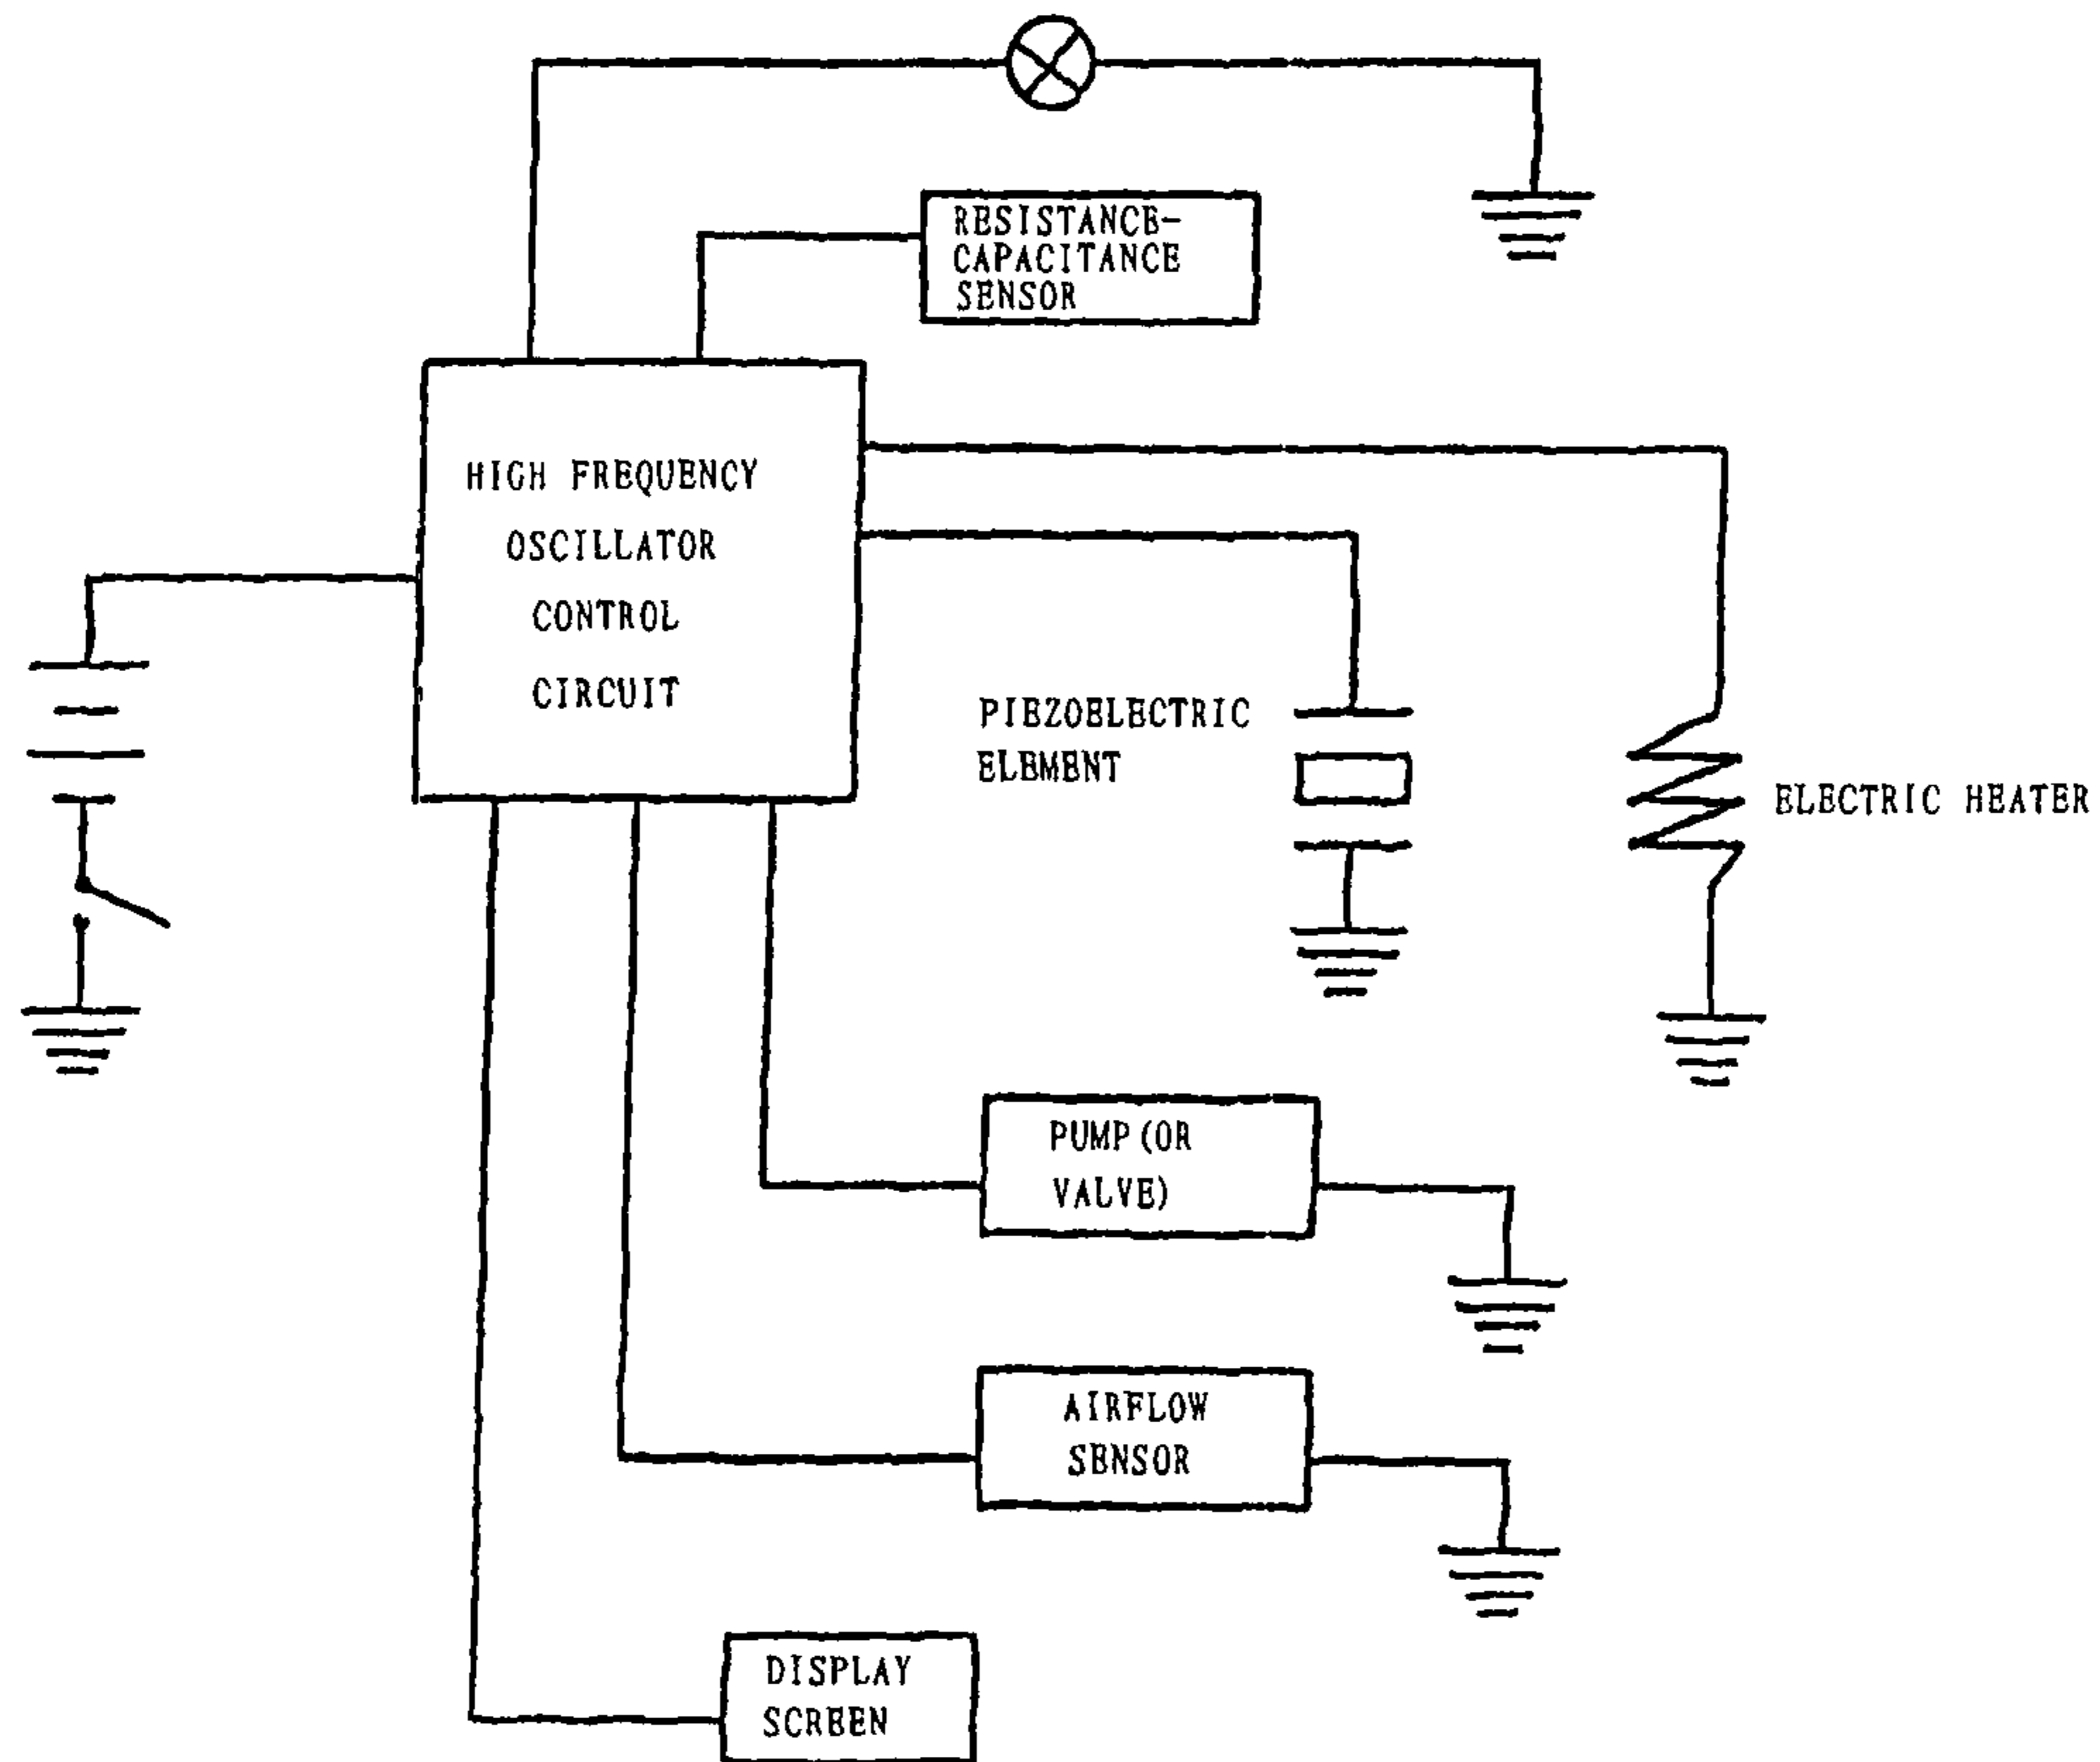 RESISTANCE-
CAPACITANCE
SENSOR
HIGH FREQUENCY
OSCILLATOR
CONTROL
CIRCUIT
PIEZOELECTRIC
ELEMENT
ELECTRIC HEATER
PUMP(OR
VALVE)
AIRFLOW
SENSOR
DISPLAY
SCREEN